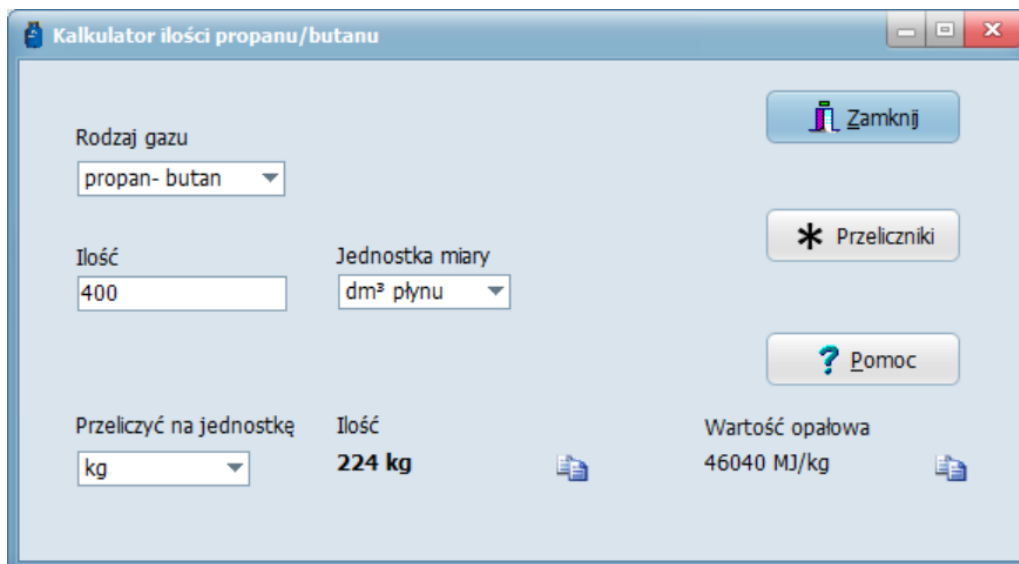 Kalkulator ilości propanu/butanu
Zamknij
Rodzaj gazu
propan- butan
Przeliczniki
Ilość
Jednostka miary
400
dm³ płynu
Pomoc
Przeliczyć na jednostkę
Ilość
Wartość opałowa
kg
224 kg
46040 MJ/kg